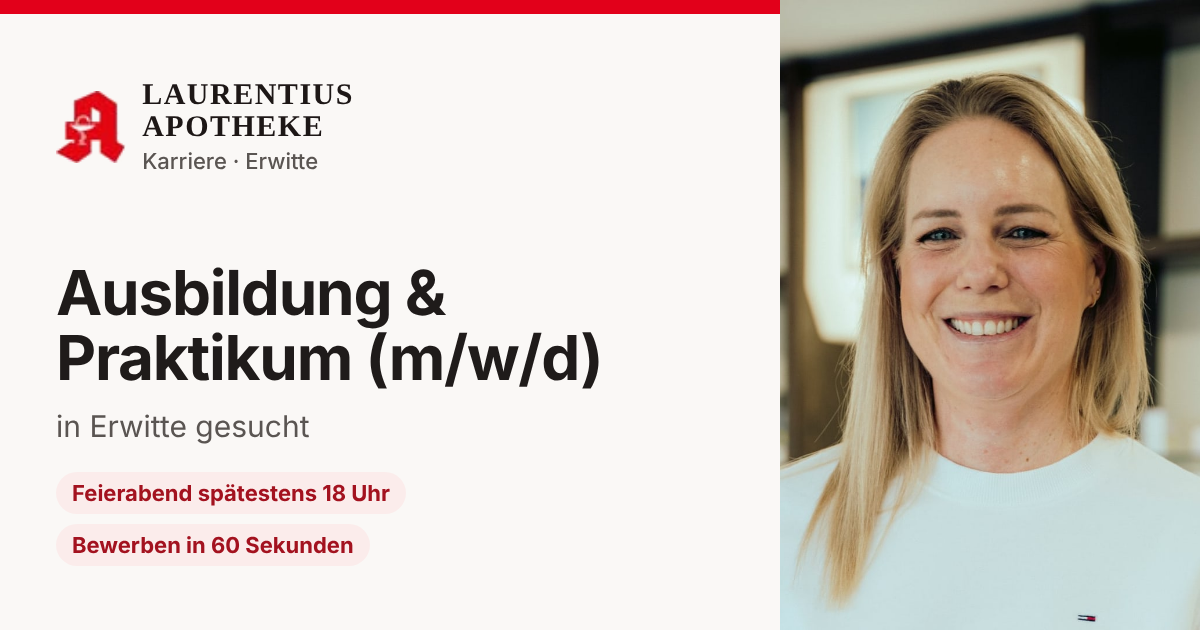 LAURENTIUS
APOTHEKE
Karriere · Erwitte
Ausbildung &
Praktikum (m/w/d)
in Erwitte gesucht
Feierabend spätestens 18 Uhr
Bewerben in 60 Sekunden